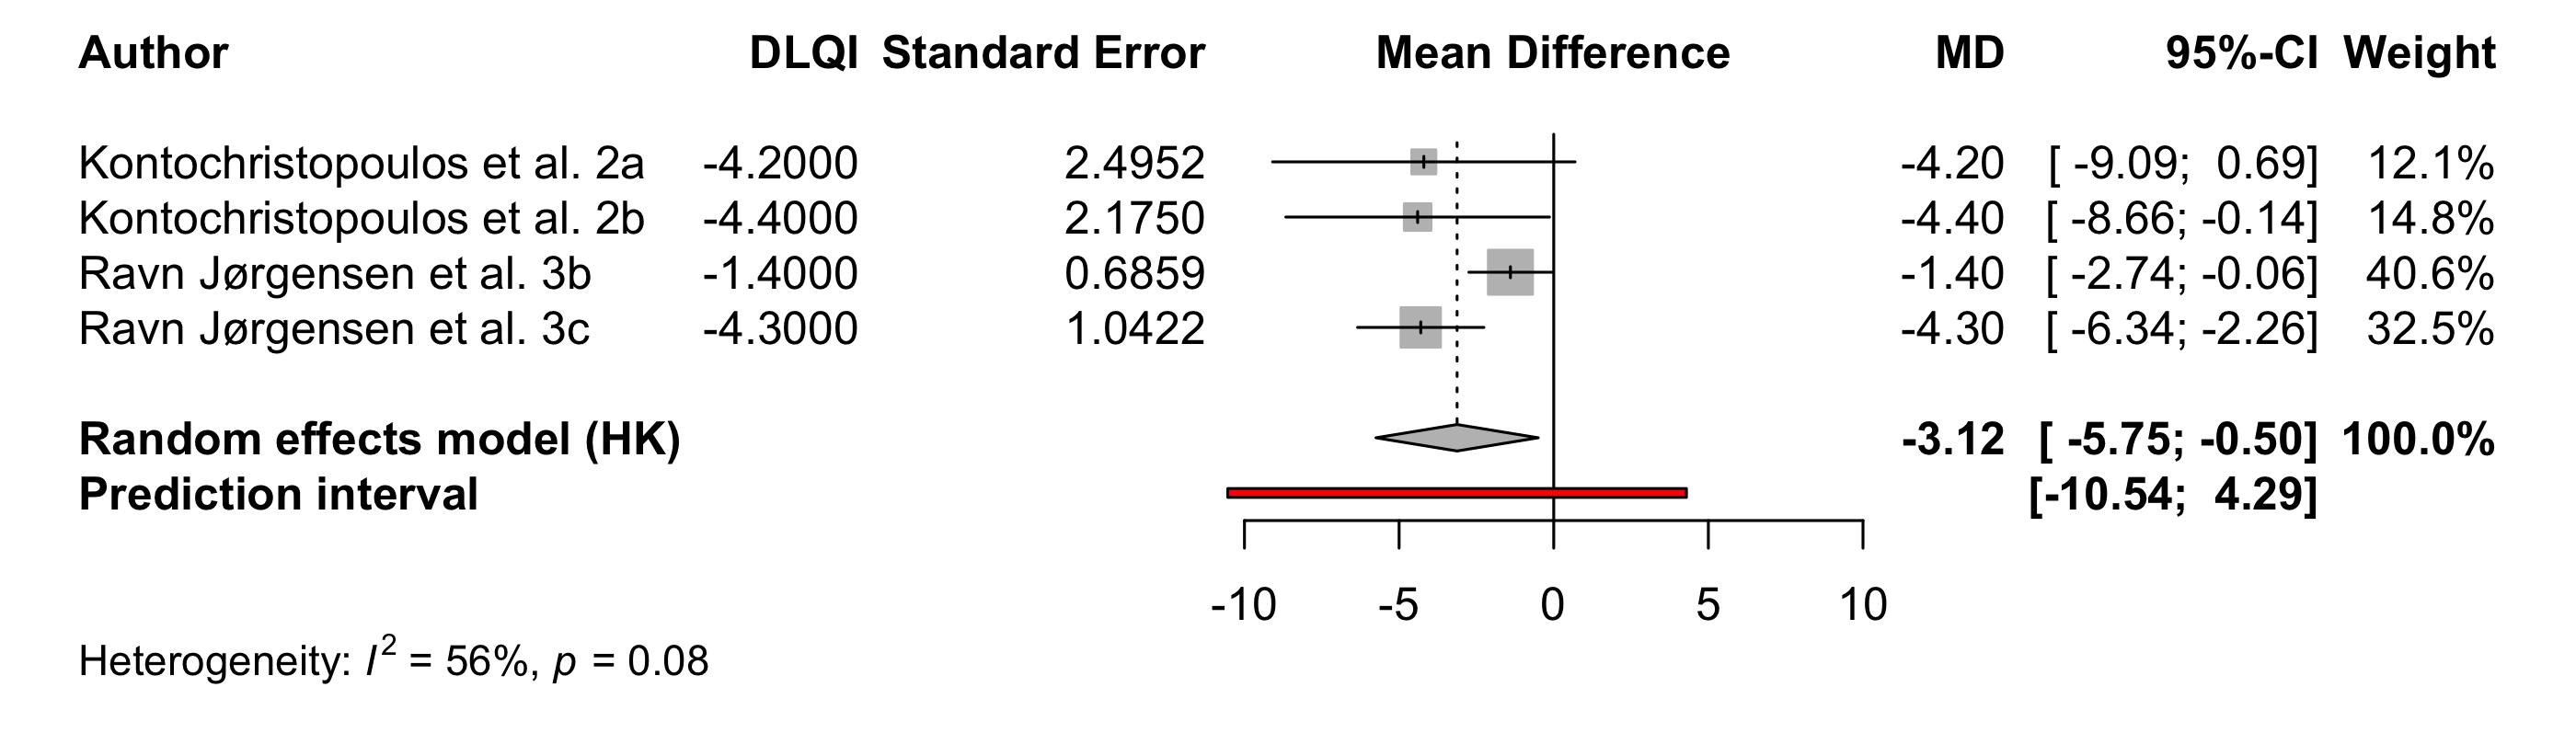 Author DLQI Standard Error Mean Difference MD 95%-CI Weight
Kontochristopoulos et al. 2a -4.2000 2.4952 -4.20 [ -9.09; 0.69] 12.1%
Kontochristopoulos et al. 2b -4.4000 2.1750 -4.40 [ -8.66; -0.14] 14.8%
Ravn Jørgensen et al. 3b -1.4000 0.6859 -1.40 [ -2.74; -0.06] 40.6%
Ravn Jørgensen et al. 3c -4.3000 1.0422 -4.30 [ -6.34; -2.26] 32.5%
Random effects model (HK) -3.12 [ -5.75; -0.50] 100.0%
Prediction interval [-10.54; 4.29]
-10 -5 0 5 10
Heterogeneity: I² = 56%, p = 0.08